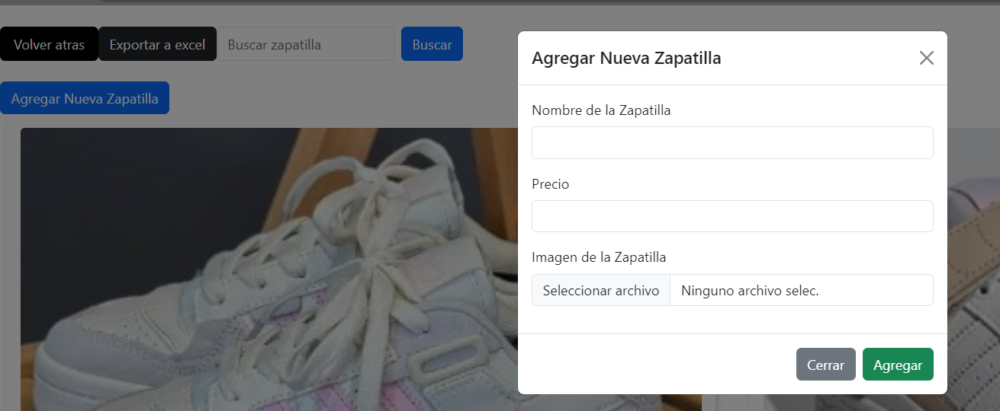 Volver atras Exportar a excel Buscar zapatilla Buscar
Agregar Nueva Zapatilla
Agregar Nueva Zapatilla
Nombre de la Zapatilla
Precio
Imagen de la Zapatilla
Seleccionar archivo Ninguno archivo selec.
Cerrar Agregar